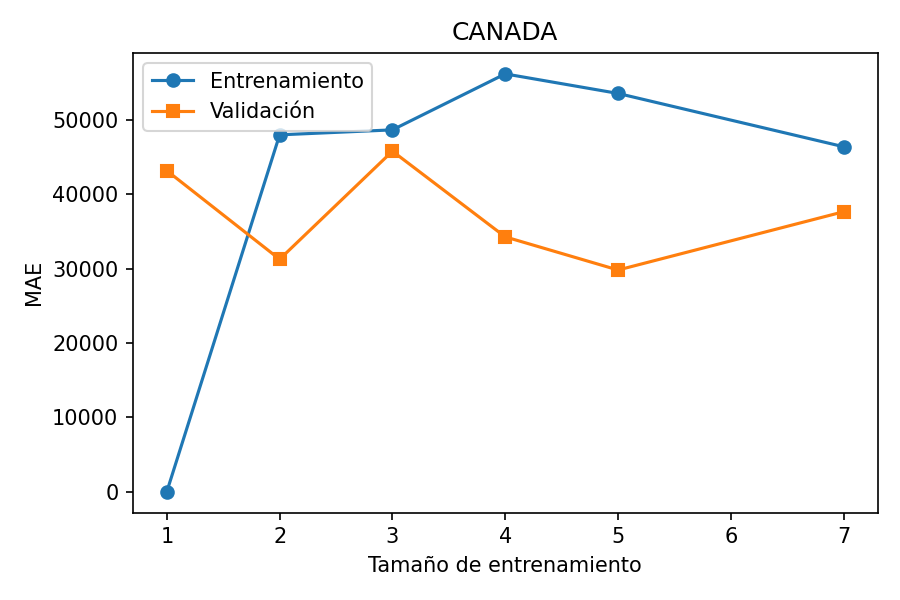 CANADA
Entrenamiento
Validación
50000
40000
30000
20000
10000
0
MAE
1 2 3 4 5 6 7
Tamaño de entrenamiento